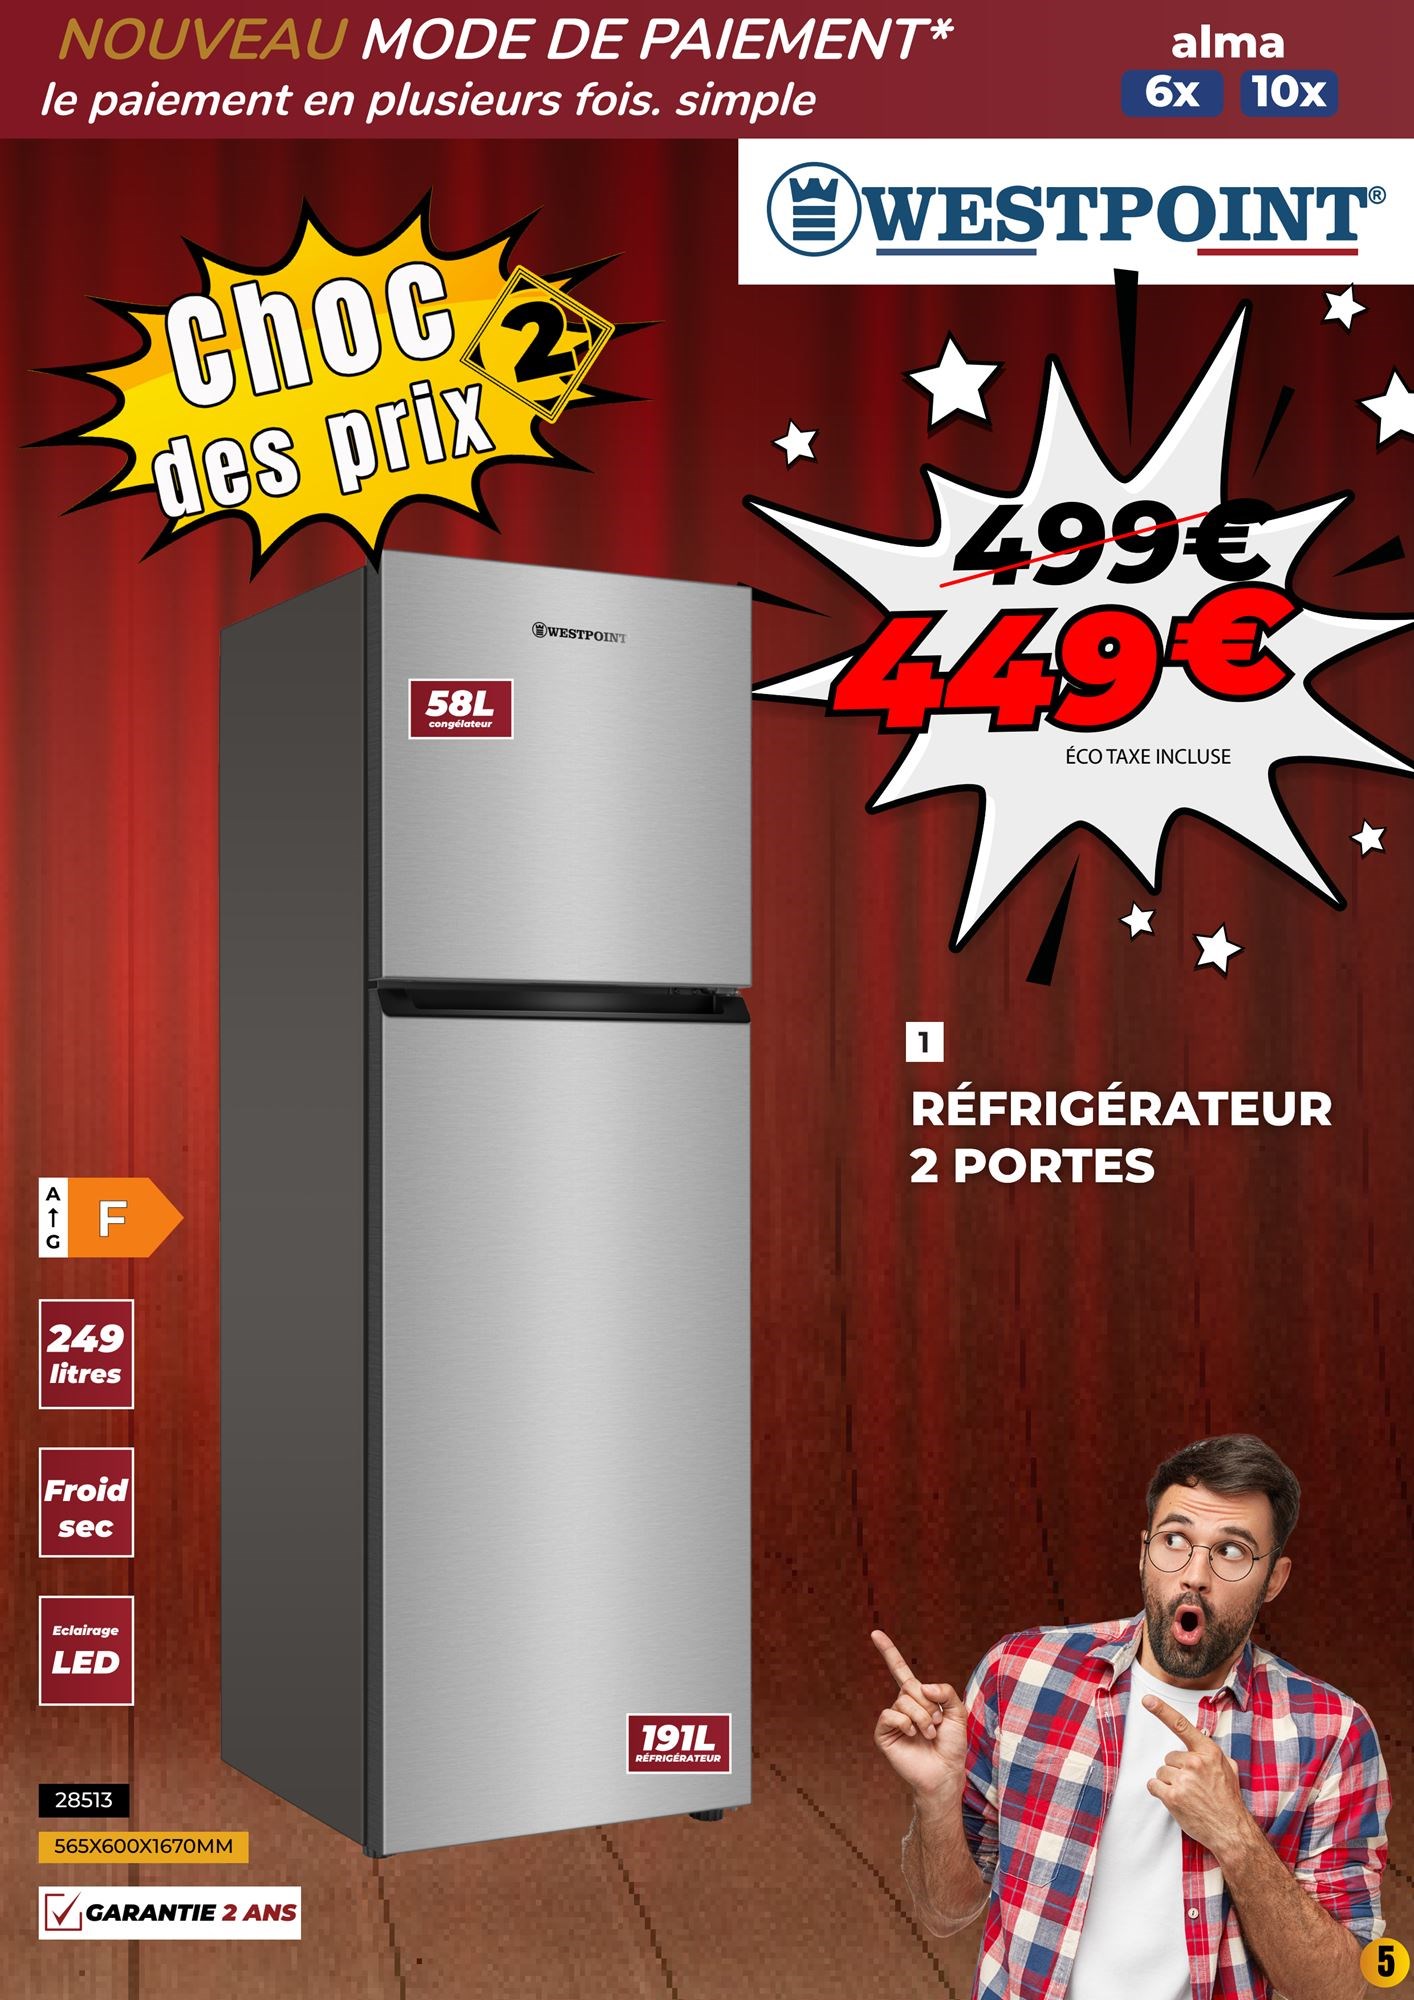 NOUVEAU MODE DE PAIEMENT*
le paiement en plusieurs fois. simple
alma
6x 10x
WESTPOINT®
Choc
des prix
2
499€
449€
ÉCO TAXE INCLUSE
WESTPOINT
58L
congélateur
1
RÉFRIGÉRATEUR
2 PORTES
A
↑
G
F
249
litres
Froid
sec
Eclairage
LED
191L
RÉFRIGÉRATEUR
28513
565X600X1670MM
GARANTIE 2 ANS
5